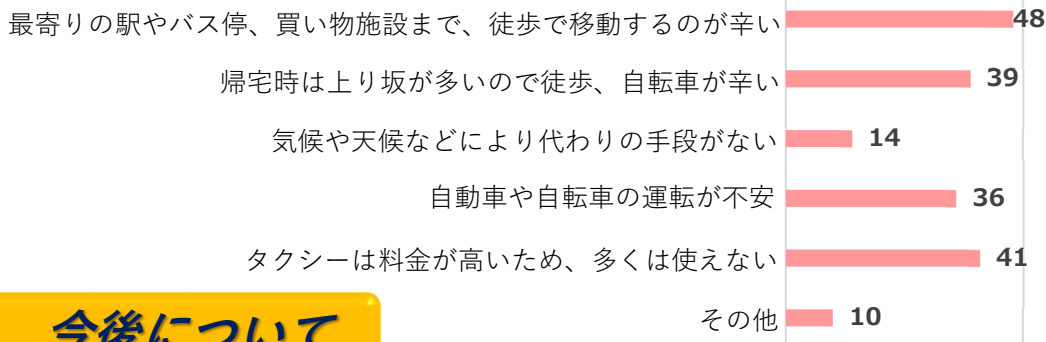 最寄りの駅やバス停、買い物施設まで、徒歩で移動するのが辛い 48
帰宅時は上り坂が多いので徒歩、自転車が辛い 39
気候や天候などにより代わりの手段がない 14
自動車や自転車の運転が不安 36
タクシーは料金が高いため、多くは使えない 41
その他 10
今後について